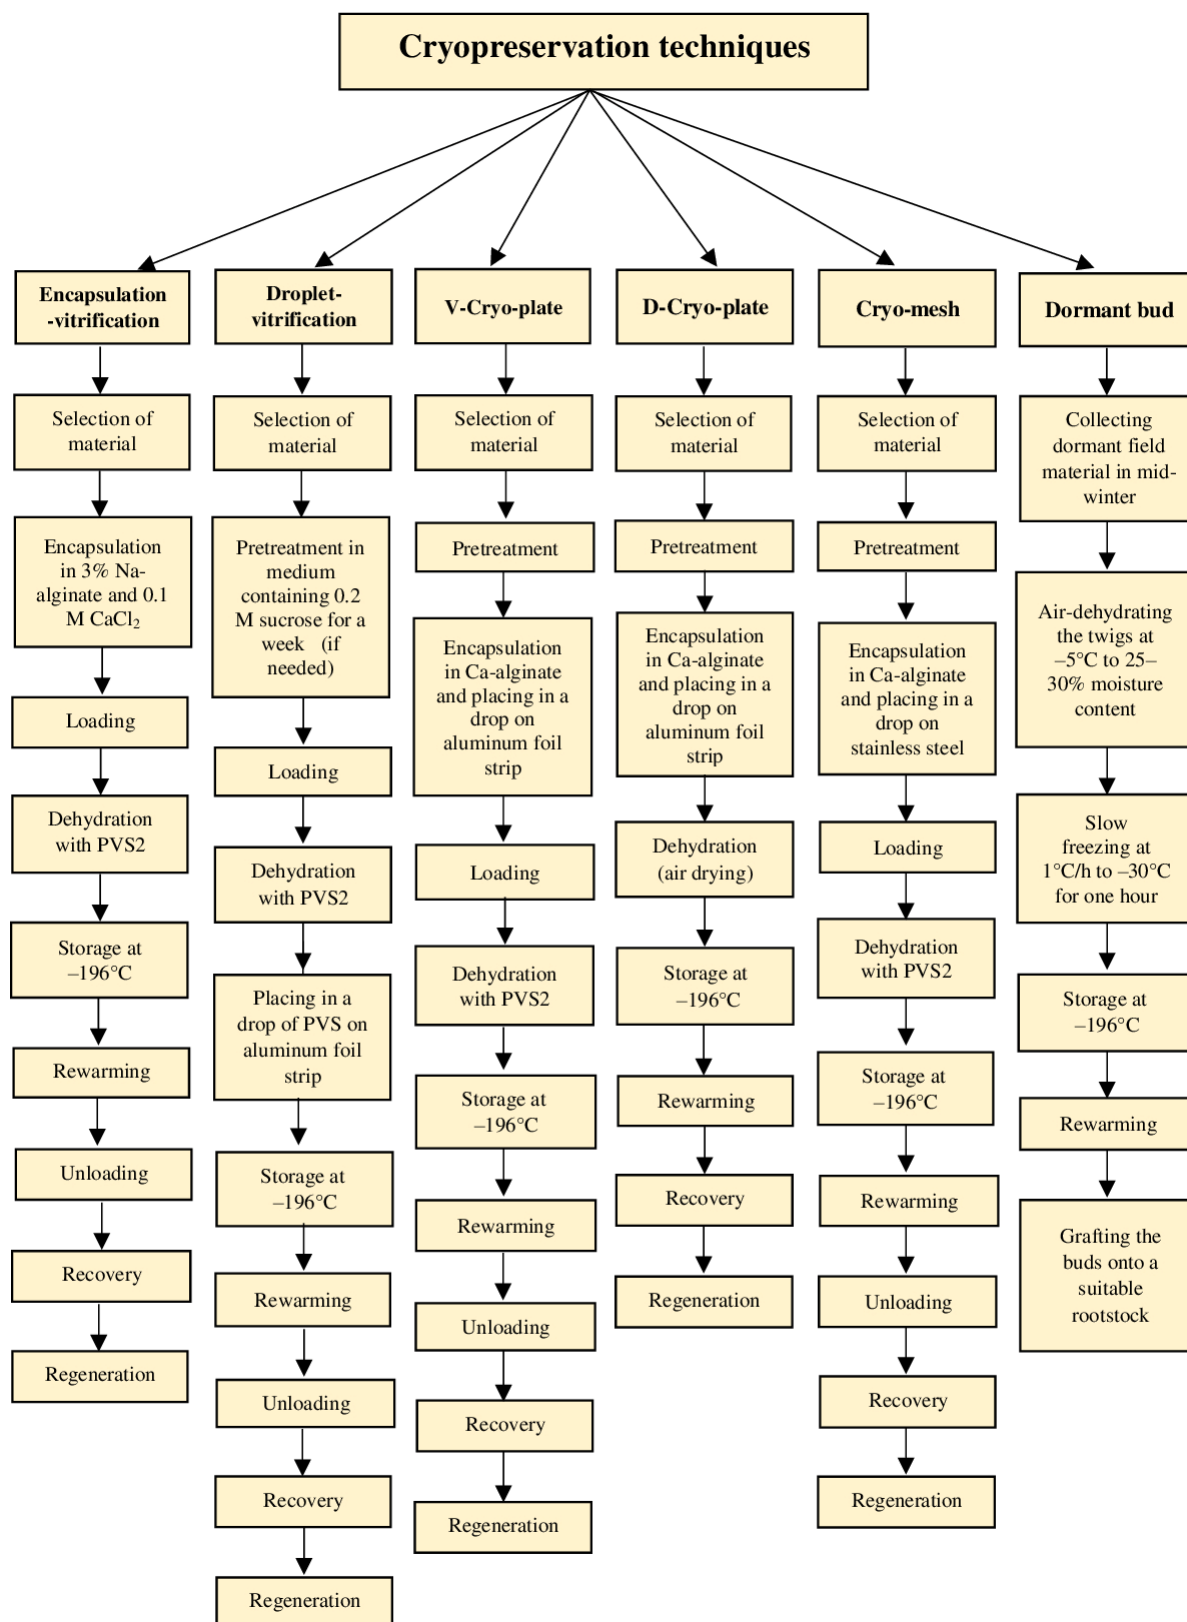 Cryopreservation techniques
Encapsulation
-vitrification
Selection of
material
Encapsulation
in 3% Na-
alginate and 0.1
M CaCl₂
Loading
Dehydration
with PVS2
Storage at
–196°C
Rewarming
Unloading
Recovery
Regeneration
Droplet-
vitrification
Selection of
material
Pretreatment in
medium
containing 0.2
M sucrose for a
week (if
needed)
Loading
Dehydration
with PVS2
Placing in a
drop of PVS on
aluminum foil
strip
Storage at
–196°C
Rewarming
Unloading
Recovery
Regeneration
V-Cryo-plate
Selection of
material
Pretreatment
Encapsulation
in Ca-alginate
and placing in a
drop on
aluminum foil
strip
Loading
Dehydration
with PVS2
Storage at
–196°C
Rewarming
Unloading
Recovery
Regeneration
D-Cryo-plate
Selection of
material
Pretreatment
Encapsulation
in Ca-alginate
and placing in a
drop on
aluminum foil
strip
Dehydration
(air drying)
Storage at
–196°C
Rewarming
Recovery
Regeneration
Cryo-mesh
Selection of
material
Pretreatment
Encapsulation
in Ca-alginate
and placing in a
drop on
stainless steel
Loading
Dehydration
with PVS2
Storage at
–196°C
Rewarming
Unloading
Recovery
Regeneration
Dormant bud
Collecting
dormant field
material in mid-
winter
Air-dehydrating
the twigs at
–5°C to 25–
30% moisture
content
Slow
freezing at
1°C/h to –30°C
for one hour
Storage at
–196°C
Rewarming
Grafting the
buds onto a
suitable
rootstock